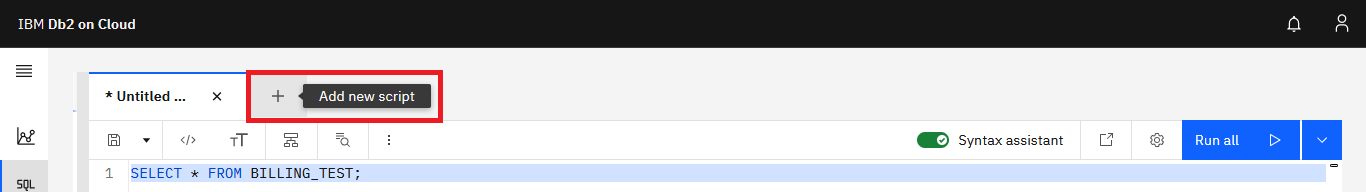 IBM Db2 on Cloud
* Untitled ...
Add new script
Syntax assistant
Run all
1 SELECT * FROM BILLING_TEST;
SQL